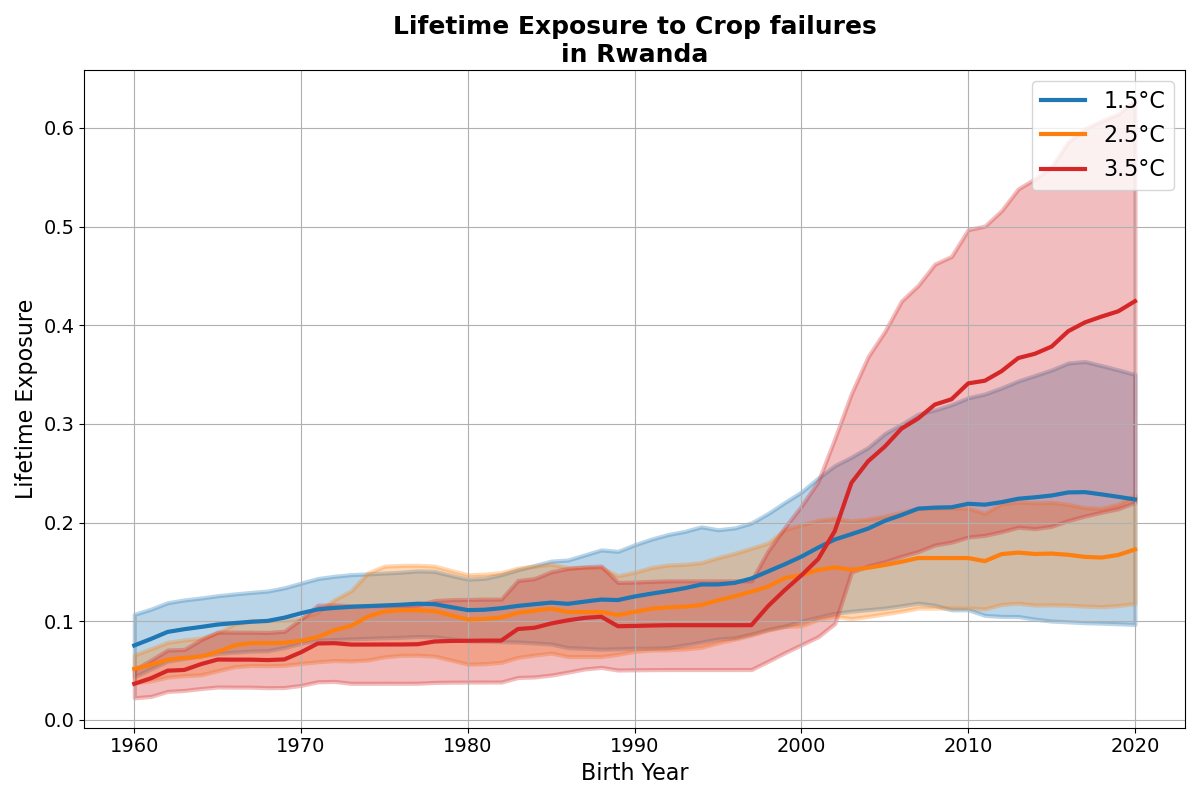 Lifetime Exposure to Crop failures
in Rwanda
1.5°C
2.5°C
3.5°C
Lifetime Exposure
0.6
0.5
0.4
0.3
0.2
0.1
0.0
1960
1970
1980
1990
2000
2010
2020
Birth Year